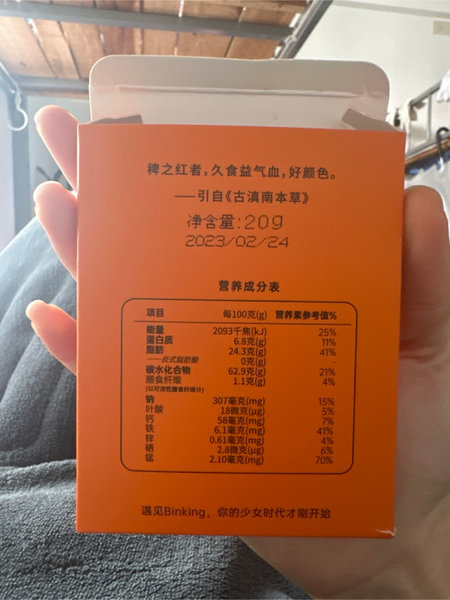 稗之红者，久食益气血，好颜色。
——引自《古滇南本草》
净含量:20g
2023/02/24
营养成分表
项目 每100克(g) 营养素参考值%
能量 2093千焦(kJ) 25%
蛋白质 6.8克(g) 11%
脂肪 24.3克(g) 41%
——反式脂肪酸 0克(g) -
碳水化合物 62.9克(g) 21%
膳食纤维 1.1克(g) 4%
(以可溶性膳食纤维计)
钠 307毫克(mg) 15%
叶酸 18微克(μg) 5%
钙 58毫克(mg) 7%
铁 6.1毫克(mg) 41%
锌 0.61毫克(mg) 4%
硒 2.8微克(μg) 6%
锰 2.10毫克(mg) 70%
遇见Binking，你的少女时代才刚开始